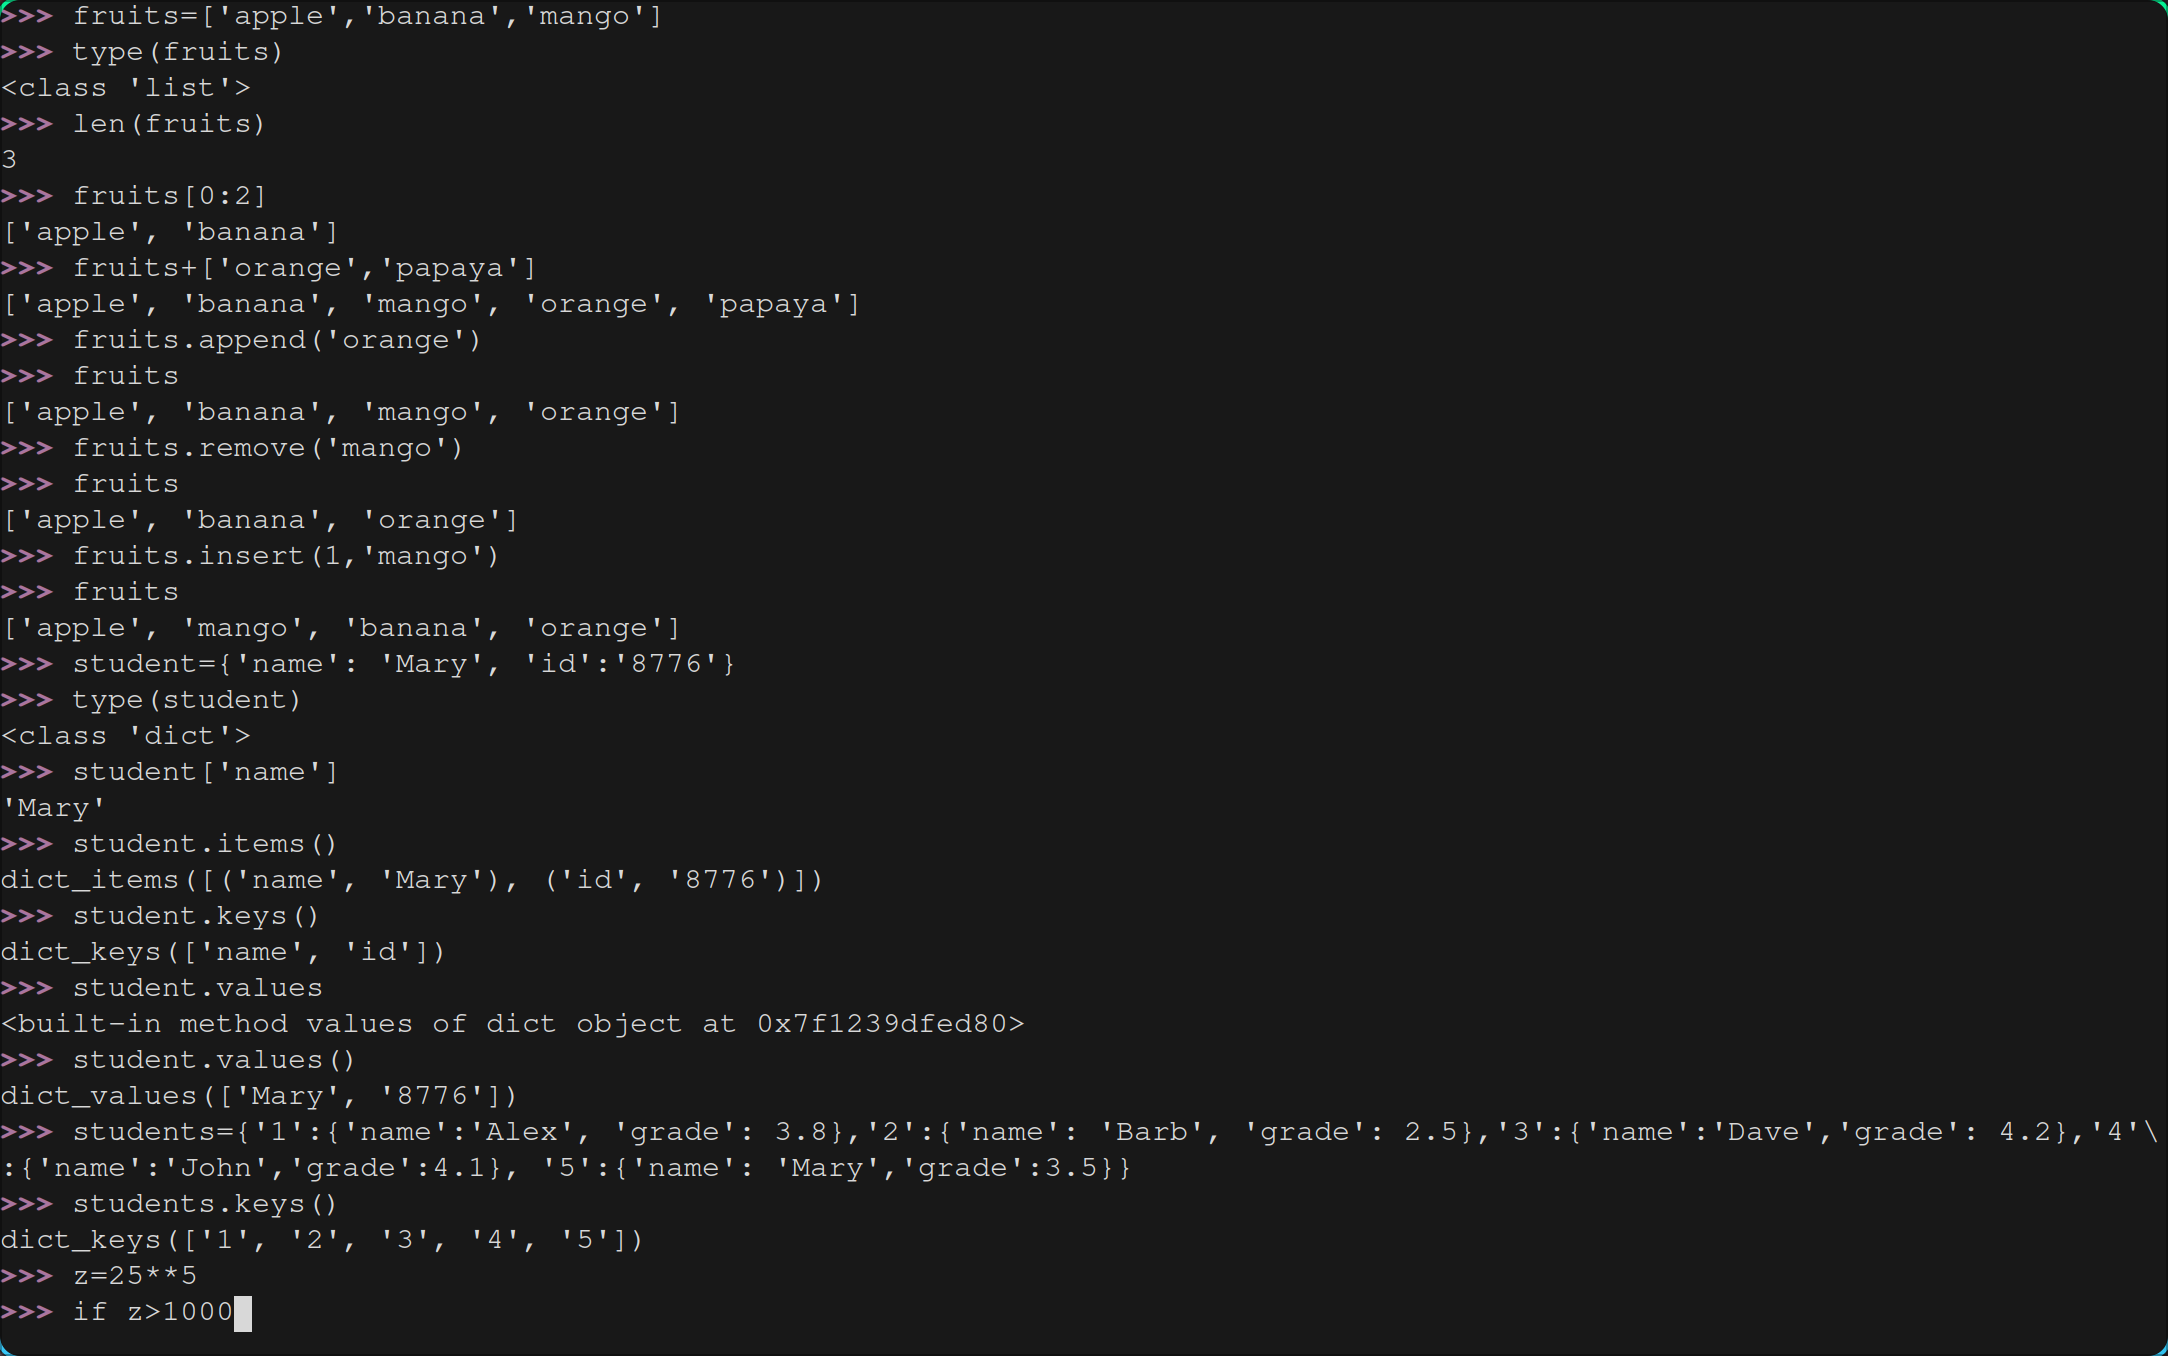 >>> fruits=['apple','banana','mango']
>>> type(fruits)
<class 'list'>
>>> len(fruits)
3
>>> fruits[0:2]
['apple', 'banana']
>>> fruits+['orange','papaya']
['apple', 'banana', 'mango', 'orange', 'papaya']
>>> fruits.append('orange')
>>> fruits
['apple', 'banana', 'mango', 'orange']
>>> fruits.remove('mango')
>>> fruits
['apple', 'banana', 'orange']
>>> fruits.insert(1,'mango')
>>> fruits
['apple', 'mango', 'banana', 'orange']
>>> student={'name': 'Mary', 'id':'8776'}
>>> type(student)
<class 'dict'>
>>> student['name']
'Mary'
>>> student.items()
dict_items([('name', 'Mary'), ('id', '8776')])
>>> student.keys()
dict_keys(['name', 'id'])
>>> student.values
<built-in method values of dict object at 0x7f1239dfed80>
>>> student.values()
dict_values(['Mary', '8776'])
>>> students={'1':{'name':'Alex', 'grade': 3.8},'2':{'name': 'Barb', 'grade': 2.5},'3':{'name':'Dave','grade': 4.2},'4'\
:{'name':'John','grade':4.1}, '5':{'name': 'Mary','grade':3.5}}
>>> students.keys()
dict_keys(['1', '2', '3', '4', '5'])
>>> z=25**5
>>> if z>1000